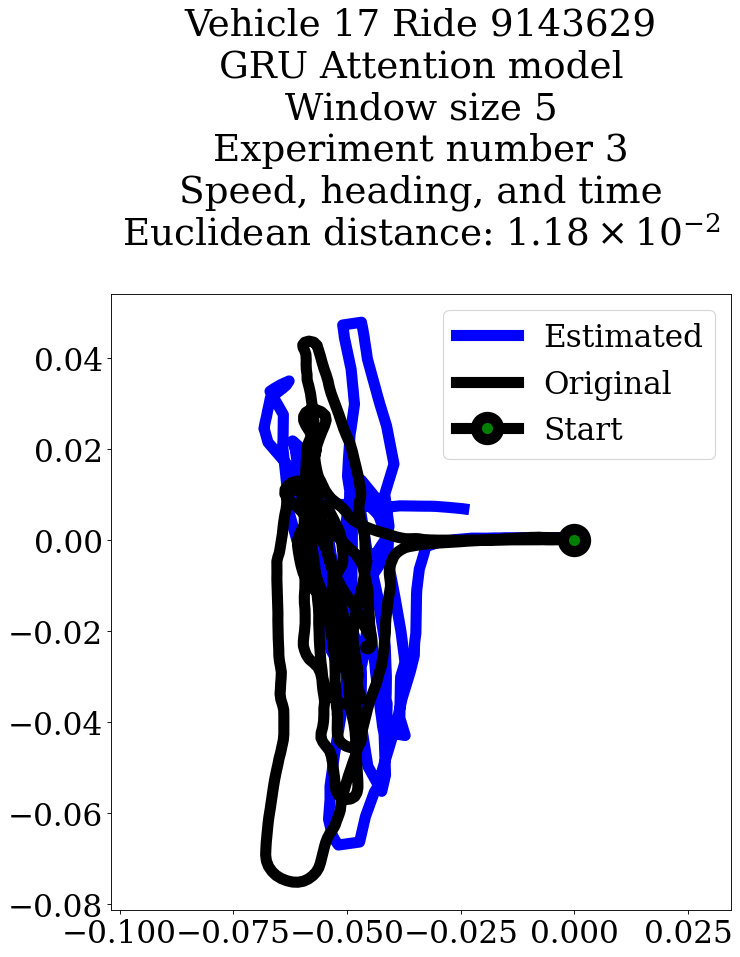 Vehicle 17 Ride 9143629
GRU Attention model
Window size 5
Experiment number 3
Speed, heading, and time
Euclidean distance: 1.18 × 10⁻²
Estimated
Original
Start
0.04
0.02
0.00
−0.02
−0.04
−0.06
−0.08
−0.100 −0.075 −0.050 −0.025 0.000 0.025